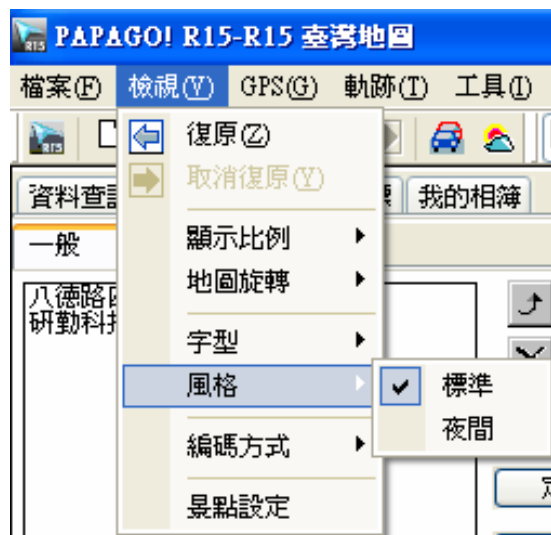 PAPAGO! R15-R15 臺灣地圖
檔案(F) 檢視(V) GPS(G) 軌跡(T) 工具(I)
R15
復原(Z)
取消復原(Y)
資料查
我的相簿
一般
顯示比例
地圖旋轉
八德路
研勤科
字型
風格
標準
夜間
編碼方式
景點設定